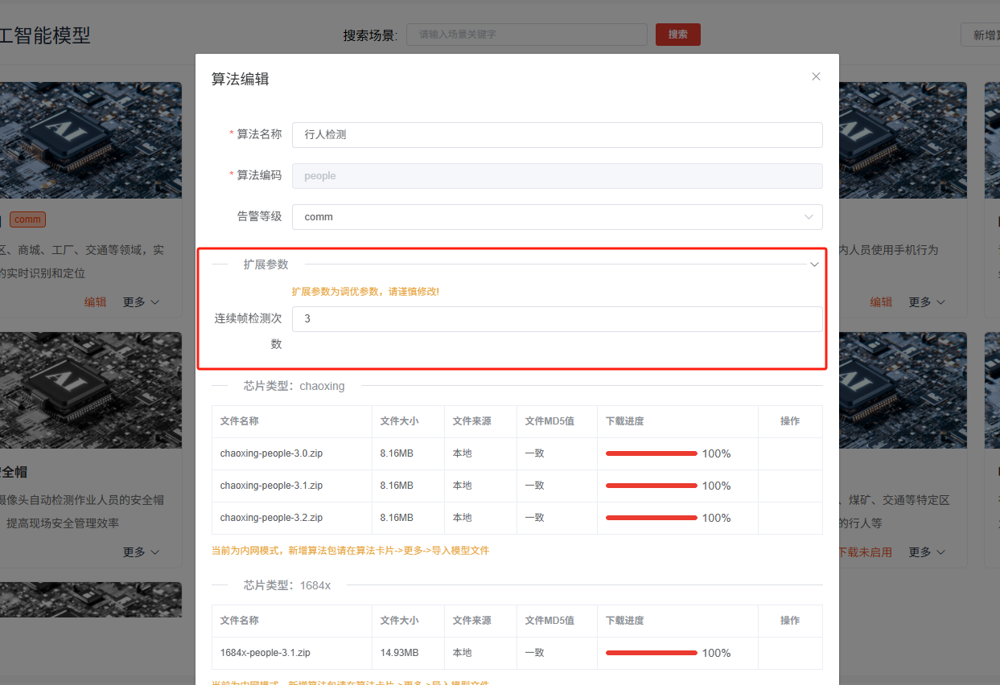 工智能模型
搜索场景:
请输入场景关键字
搜索
新增算
算法编辑
* 算法名称
行人检测
* 算法编码
people
告警等级
comm
扩展参数
扩展参数为调优参数，请谨慎修改!
连续帧检测次数
3
芯片类型：chaoxing
文件名称 文件大小 文件来源 文件MD5值 下载进度 操作
chaoxing-people-3.0.zip 8.16MB 本地 一致 100%
chaoxing-people-3.1.zip 8.16MB 本地 一致 100%
chaoxing-people-3.2.zip 8.16MB 本地 一致 100%
当前为内网模式，新增算法包请在算法卡片->更多->导入模型文件
芯片类型：1684x
文件名称 文件大小 文件来源 文件MD5值 下载进度 操作
1684x-people-3.1.zip 14.93MB 本地 一致 100%
当前为内网模式，新增算法包请在算法卡片->更多->导入模型文件
AI
comm
区、商城、工厂、交通等领域，实
的实时识别和定位
编辑 更多
AI
安全帽
摄像头自动检测作业人员的安全帽
提高现场安全管理效率
更多
AI
内人员使用手机行为
编辑 更多
AI
、煤矿、交通等特定区
的行人等
下载未启用 更多